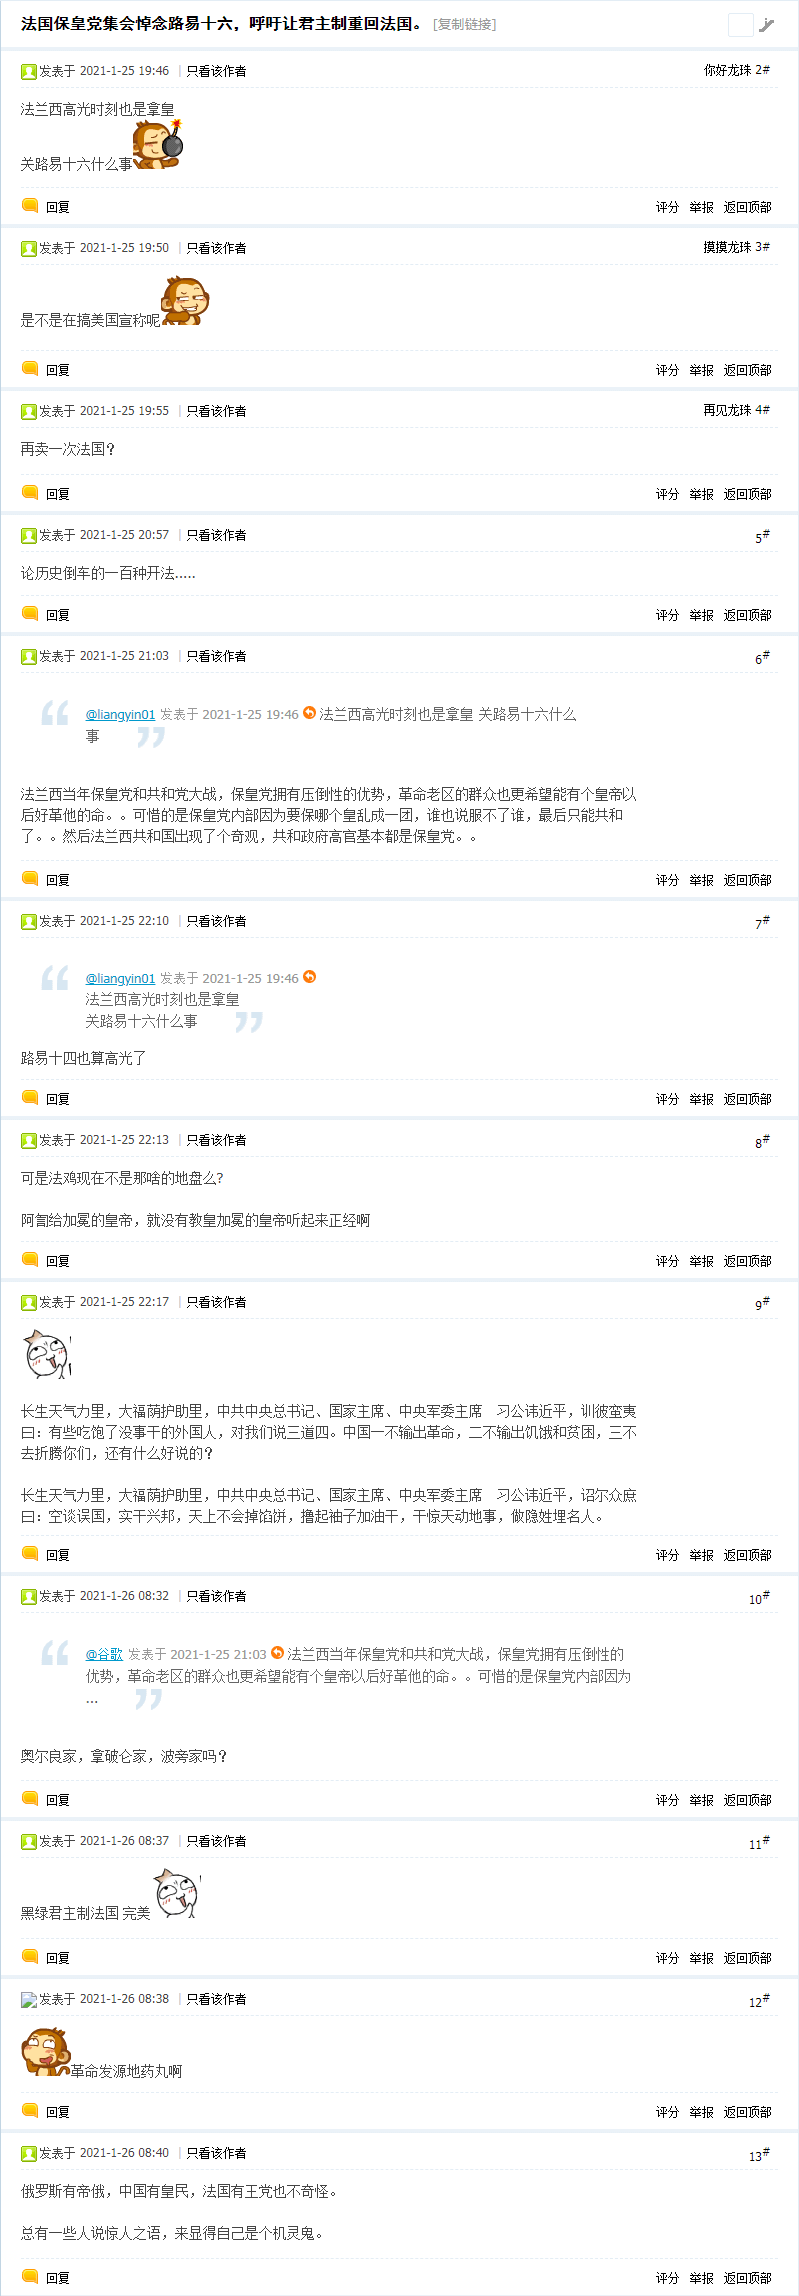 法国保皇党集会悼念路易十六，呼吁让君主制重回法国。 [复制链接]
发表于 2021-1-25 19:46 | 只看该作者 你好龙珠 2#
法兰西高光时刻也是拿皇
关路易十六什么事
回复 评分 举报 返回顶部
发表于 2021-1-25 19:50 | 只看该作者 摸摸龙珠 3#
是不是在搞美国宣称呢
回复 评分 举报 返回顶部
发表于 2021-1-25 19:55 | 只看该作者 再见龙珠 4#
再卖一次法国？
回复 评分 举报 返回顶部
发表于 2021-1-25 20:57 | 只看该作者 5#
论历史倒车的一百种开法.....
回复 评分 举报 返回顶部
发表于 2021-1-25 21:03 | 只看该作者 6#
@liangyin01 发表于 2021-1-25 19:46 法兰西高光时刻也是拿皇 关路易十六什么
事
法兰西当年保皇党和共和党大战，保皇党拥有压倒性的优势，革命老区的群众也更希望能有个皇帝以
后好革他的命。。可惜的是保皇党内部因为要保哪个皇乱成一团，谁也说服不了谁，最后只能共和
了。。然后法兰西共和国出现了个奇观，共和政府高官基本都是保皇党。。
回复 评分 举报 返回顶部
发表于 2021-1-25 22:10 | 只看该作者 7#
@liangyin01 发表于 2021-1-25 19:46
法兰西高光时刻也是拿皇
关路易十六什么事
路易十四也算高光了
回复 评分 举报 返回顶部
发表于 2021-1-25 22:13 | 只看该作者 8#
可是法鸡现在不是那啥的地盘么？
阿訇给加冕的皇帝，就没有教皇加冕的皇帝听起来正经啊
回复 评分 举报 返回顶部
发表于 2021-1-25 22:17 | 只看该作者 9#
长生天气力里，大福荫护助里，中共中央总书记、国家主席、中央军委主席　习公讳近平，训彼蛮夷
曰：有些吃饱了没事干的外国人，对我们说三道四。中国一不输出革命，二不输出饥饿和贫困，三不
去折腾你们，还有什么好说的？
长生天气力里，大福荫护助里，中共中央总书记、国家主席、中央军委主席　习公讳近平，诏尔众庶
曰：空谈误国，实干兴邦，天上不会掉馅饼，撸起袖子加油干，干惊天动地事，做隐姓埋名人。
回复 评分 举报 返回顶部
发表于 2021-1-26 08:32 | 只看该作者 10#
@谷歌 发表于 2021-1-25 21:03 法兰西当年保皇党和共和党大战，保皇党拥有压倒性的
优势，革命老区的群众也更希望能有个皇帝以后好革他的命。。可惜的是保皇党内部因为
...
奥尔良家，拿破仑家，波旁家吗？
回复 评分 举报 返回顶部
发表于 2021-1-26 08:37 | 只看该作者 11#
黑绿君主制法国 完美
回复 评分 举报 返回顶部
发表于 2021-1-26 08:38 | 只看该作者 12#
革命发源地药丸啊
回复 评分 举报 返回顶部
发表于 2021-1-26 08:40 | 只看该作者 13#
俄罗斯有帝俄，中国有皇民，法国有王党也不奇怪。
总有一些人说惊人之语，来显得自己是个机灵鬼。
回复 评分 举报 返回顶部